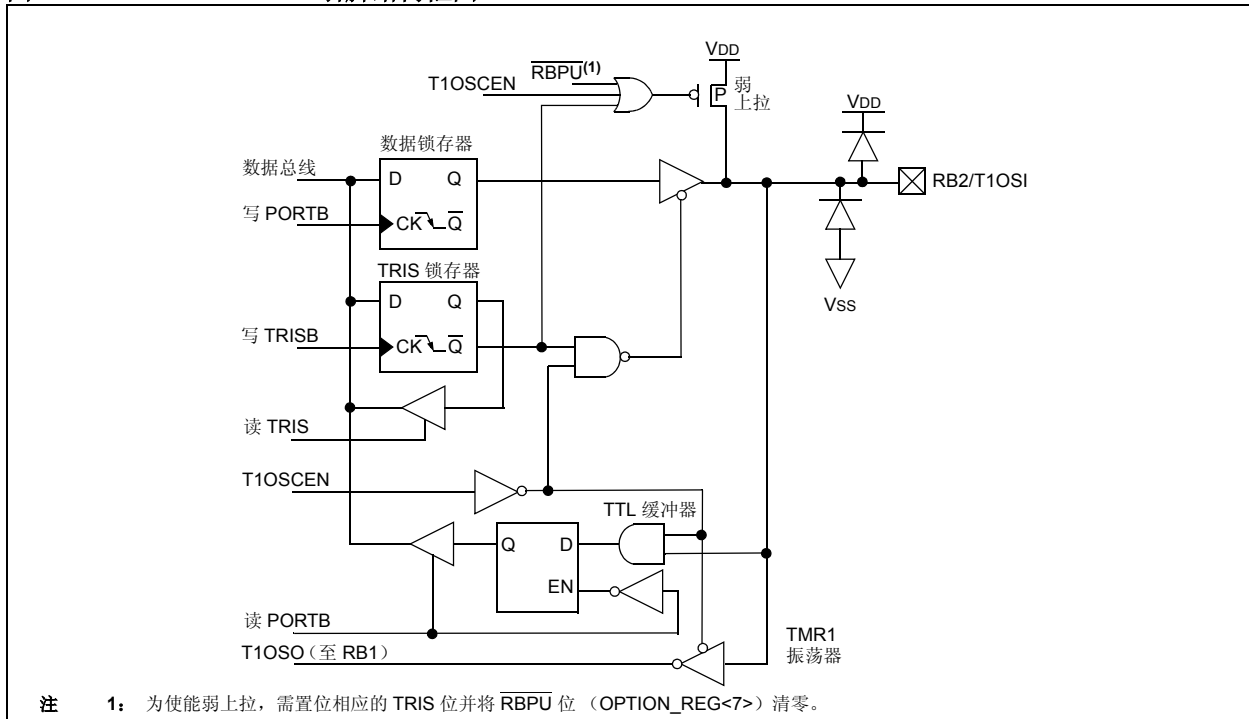 VDD
RBPU(1)
T1OSCEN
P
弱
上拉
VDD
数据锁存器
数据总线
D Q
RB2/T1OSI
写 PORTB
CK Q
TRIS 锁存器
D Q
VSS
写 TRISB
CK Q
读 TRIS
T1OSCEN
TTL 缓冲器
Q D
EN
读 PORTB
TMR1
振荡器
T1OSO（至 RB1）
注 1： 为使能弱上拉，需置位相应的 TRIS 位并将 RBPU 位 （OPTION_REG<7>）清零。